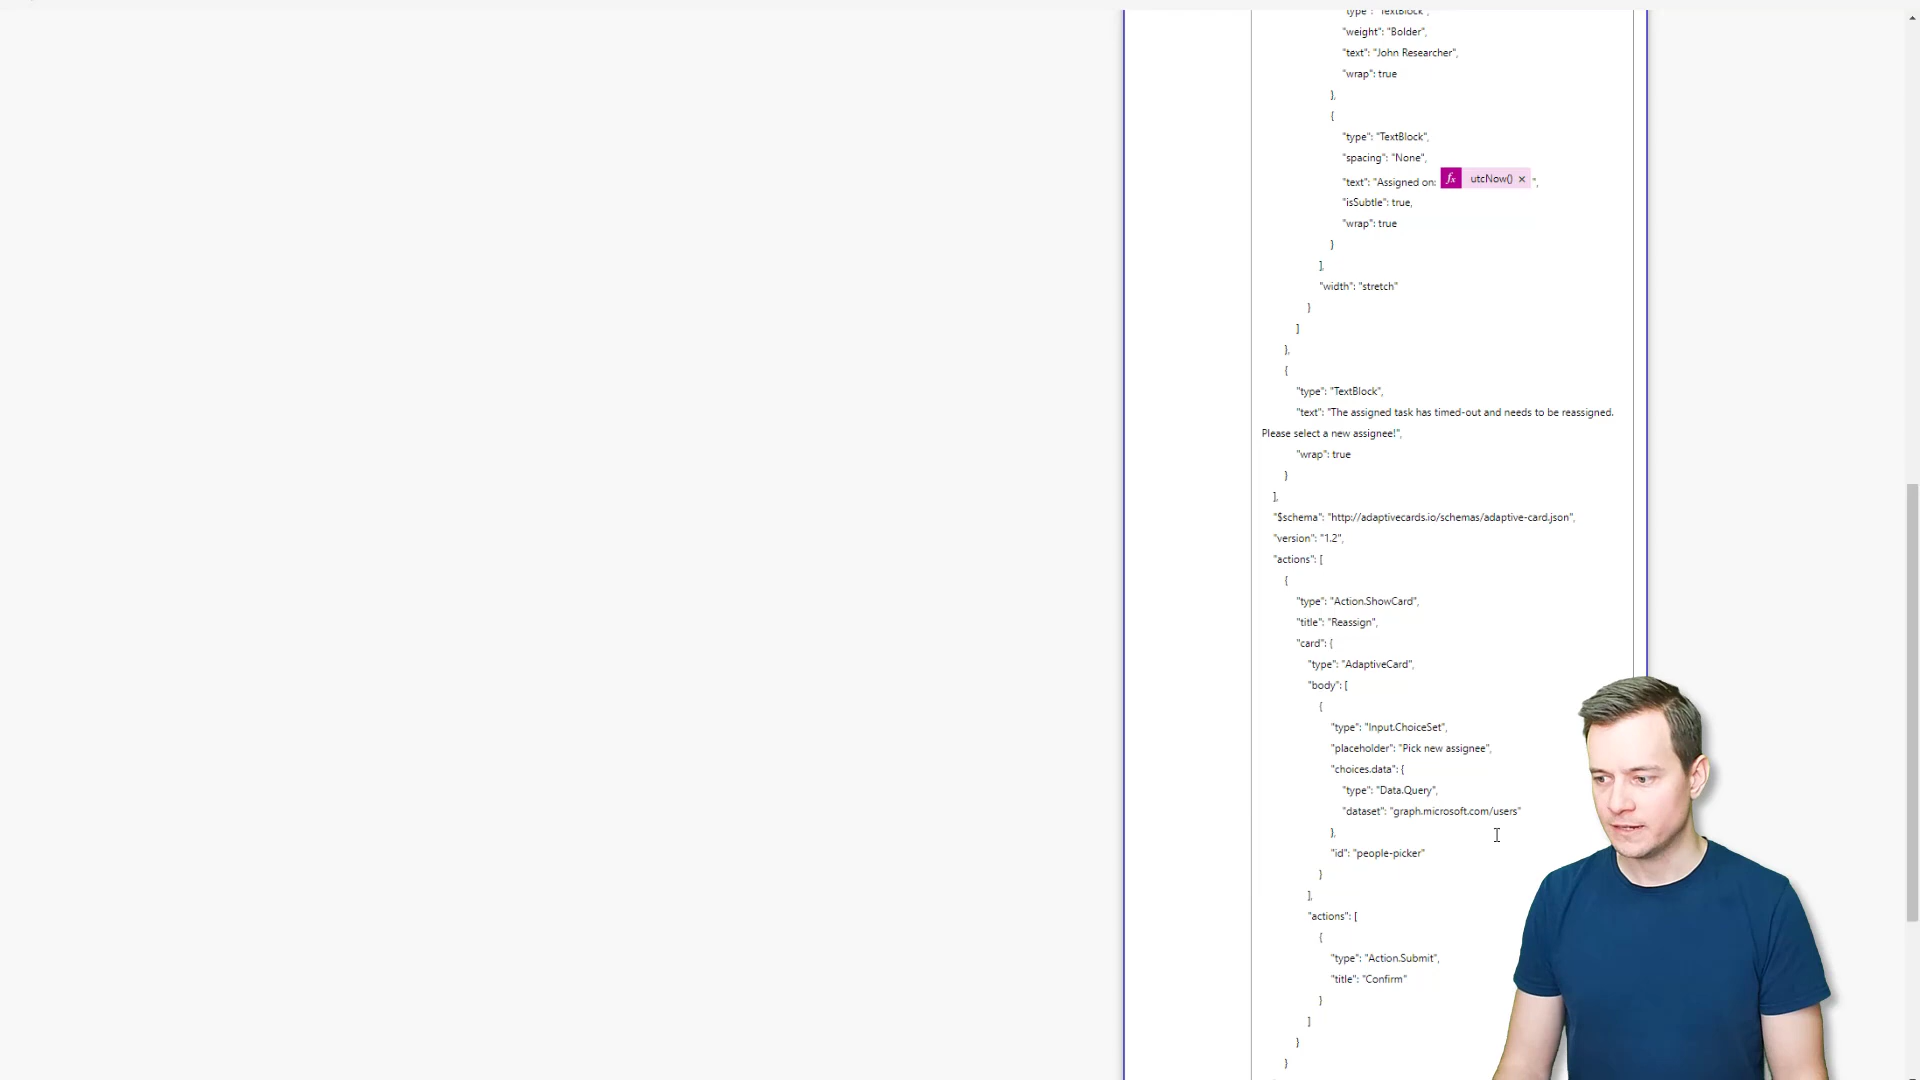 "type": "TextBlock",
"weight": "Bolder",
"text": "John Researcher",
"wrap": true
},
{
"type": "TextBlock",
"spacing": "None",
"text": "Assigned on: fx utcNow() × ",
"isSubtle": true,
"wrap": true
}
],
"width": "stretch"
}
]
},
{
"type": "TextBlock",
"text": "The assigned task has timed-out and needs to be reassigned.
Please select a new assignee!",
"wrap": true
}
],
"$schema": "http://adaptivecards.io/schemas/adaptive-card.json",
"version": "1.2",
"actions": [
{
"type": "Action.ShowCard",
"title": "Reassign",
"card": {
"type": "AdaptiveCard",
"body": [
{
"type": "Input.ChoiceSet",
"placeholder": "Pick new assignee",
"choices.data": {
"type": "Data.Query",
"dataset": "graph.microsoft.com/users"
},
"id": "people-picker"
}
],
"actions": [
{
"type": "Action.Submit",
"title": "Confirm"
}
]
}
}